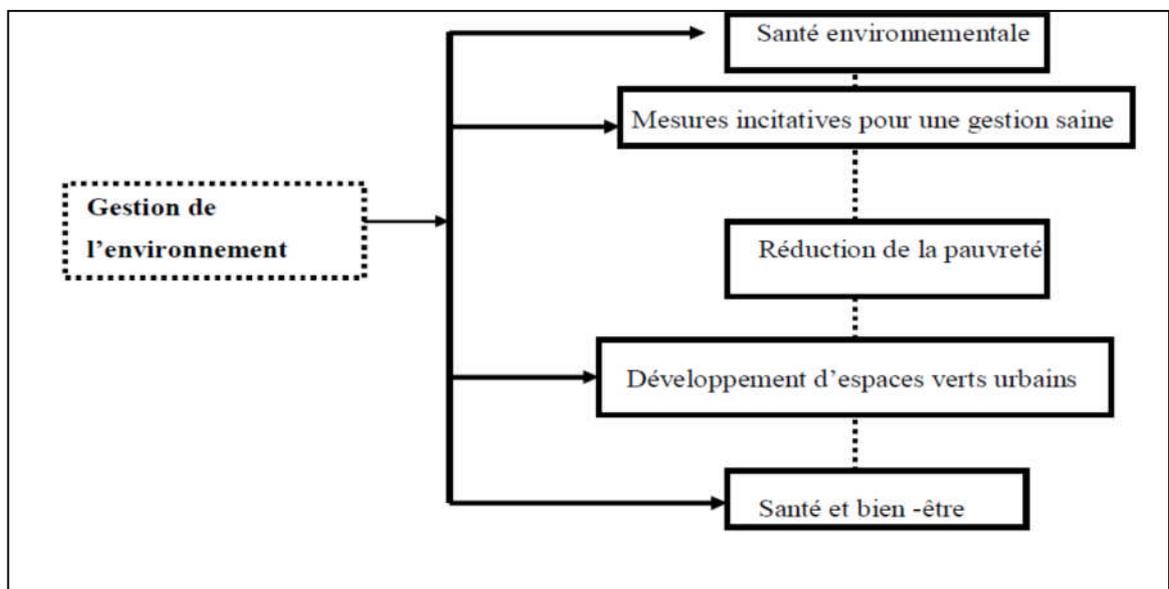 Santé environnementale
Mesures incitatives pour une gestion saine
Gestion de
l’environnement
Réduction de la pauvreté
Développement d’espaces verts urbains
Santé et bien -être